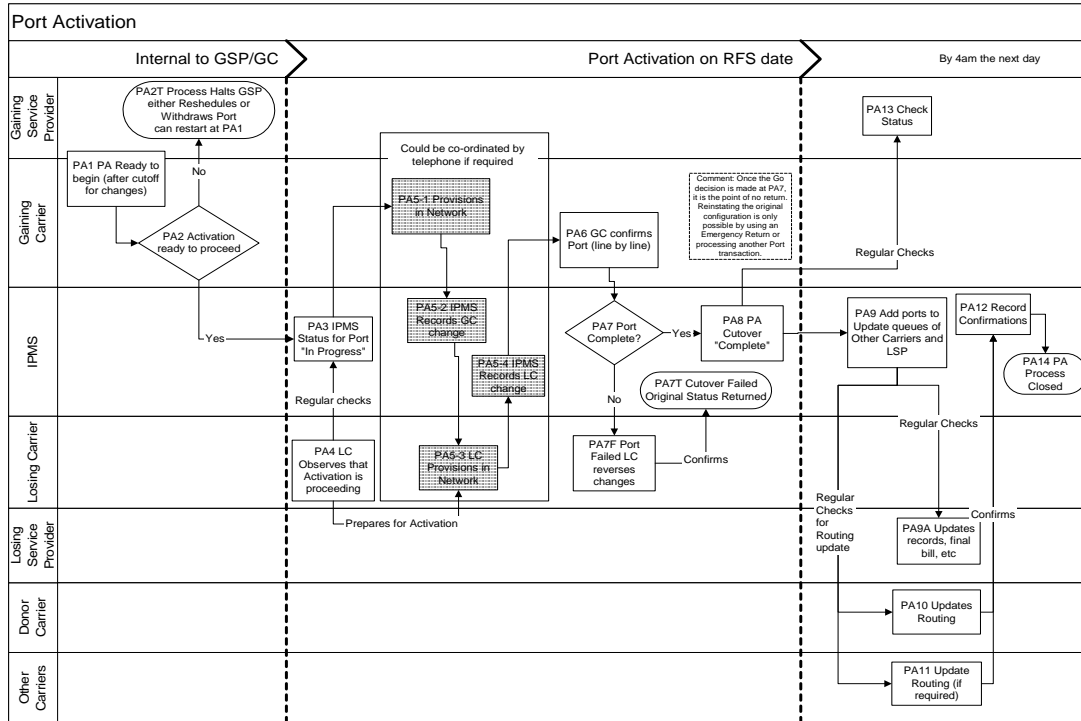 Port Activation
Internal to GSP/GC
Port Activation on RFS date
By 4am the next day
Gaining
Service
Provider
PA2T Process Halts GSP
either Reshedules or
Withdraws Port
can restart at PA1
PA13 Check
Status
Could be co-ordinated by
telephone if required
Gaining
Carrier
PA1 PA Ready to
begin (after cutoff
for changes)
No
PA2 Activation
ready to proceed
PA5-1 Provisions
in Network
PA6 GC confirms
Port (line by line)
Comment: Once the Go
decision is made at PA7,
it is the point of no return.
Reinstating the original
configuration is only
possible by using an
Emergency Return or
processing another Port
transaction.
Regular Checks
IPMS
Yes
PA3 IPMS
Status for Port
"In Progress"
PA5-2 IPMS
Records GC
change
PA5-4 IPMS
Records LC
change
PA7 Port
Complete?
Yes
PA8 PA
Cutover
"Complete"
PA9 Add ports to
Update queues of
Other Carriers and
LSP
PA12 Record
Confirmations
PA14 PA
Process
Closed
Regular checks
No
PA7T Cutover Failed
Original Status Returned
Regular Checks
Losing Carrier
PA4 LC
Observes that
Activation is
proceeding
PA5-3 LC
Provisions in
Network
PA7F Port
Failed LC
reverses
changes
Confirms
Regular
Checks
for
Routing
update
Losing
Service
Provider
Prepares for Activation
Confirms
PA9A Updates
records, final
bill, etc
Donor
Carrier
PA10 Updates
Routing
Other
Carriers
PA11 Update
Routing (if
required)